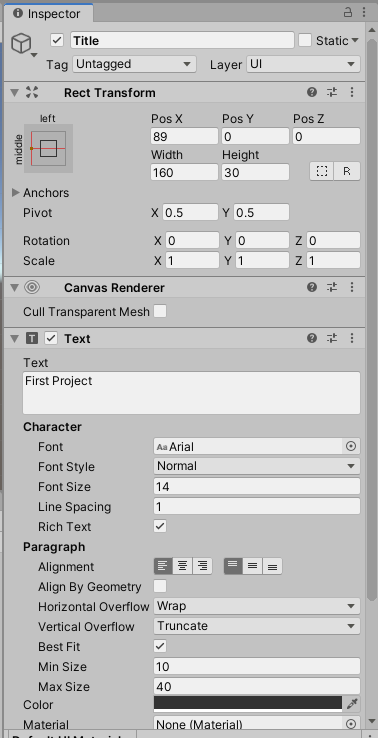 Inspector
Title Static
Tag Untagged Layer UI
Rect Transform
left
middle
Pos X Pos Y Pos Z
89 0 0
Width Height
160 30
R
Anchors
Pivot X 0.5 Y 0.5
Rotation X 0 Y 0 Z 0
Scale X 1 Y 1 Z 1
Canvas Renderer
Cull Transparent Mesh
T Text
Text
First Project
Character
Font Aa Arial
Font Style Normal
Font Size 14
Line Spacing 1
Rich Text
Paragraph
Alignment
Align By Geometry
Horizontal Overflow Wrap
Vertical Overflow Truncate
Best Fit
Min Size 10
Max Size 40
Color
Material None (Material)
Default UI Material